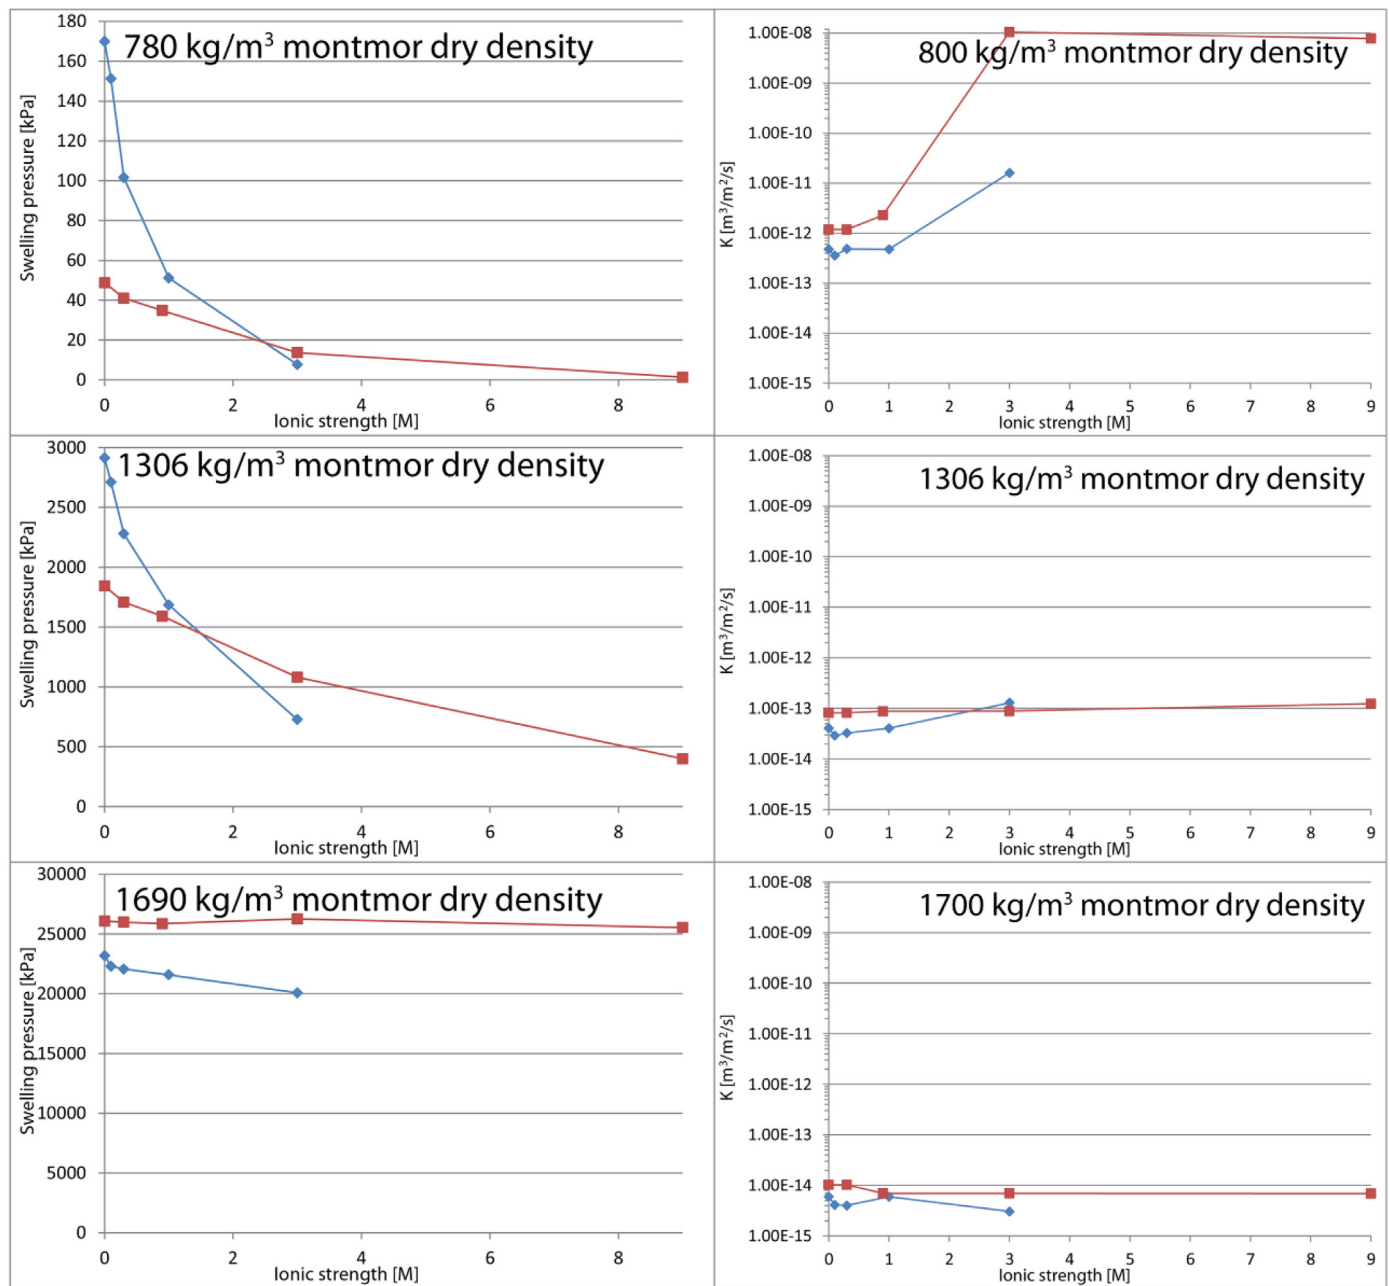 780 kg/m³ montmor dry density
Swelling pressure [kPa]
180
160
140
120
100
80
60
40
20
0
0 2 4 6 8
Ionic strength [M]
800 kg/m³ montmor dry density
K [m³/m²/s]
1.00E-08
1.00E-09
1.00E-10
1.00E-11
1.00E-12
1.00E-13
1.00E-14
1.00E-15
0 1 2 3 4 5 6 7 8 9
Ionic strength [M]
1306 kg/m³ montmor dry density
Swelling pressure [kPa]
3000
2500
2000
1500
1000
500
0
0 2 4 6 8
Ionic strength [M]
1306 kg/m³ montmor dry density
K [m³/m²/s]
1.00E-08
1.00E-09
1.00E-10
1.00E-11
1.00E-12
1.00E-13
1.00E-14
1.00E-15
0 1 2 3 4 5 6 7 8 9
Ionic strength [M]
1690 kg/m³ montmor dry density
Swelling pressure [kPa]
30000
25000
20000
15000
10000
5000
0
0 2 4 6 8
Ionic strength [M]
1700 kg/m³ montmor dry density
K [m³/m²/s]
1.00E-08
1.00E-09
1.00E-10
1.00E-11
1.00E-12
1.00E-13
1.00E-14
1.00E-15
0 1 2 3 4 5 6 7 8 9
Ionic strength [M]